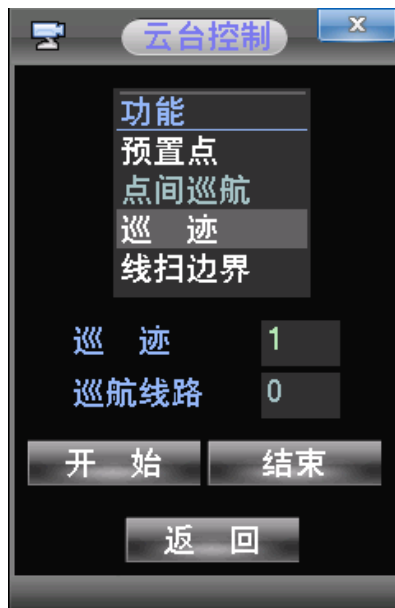 云台控制 x
功能
预置点
点间巡航
巡 迹
线扫边界
巡 迹 1
巡航线路 0
开 始 结束
返 回